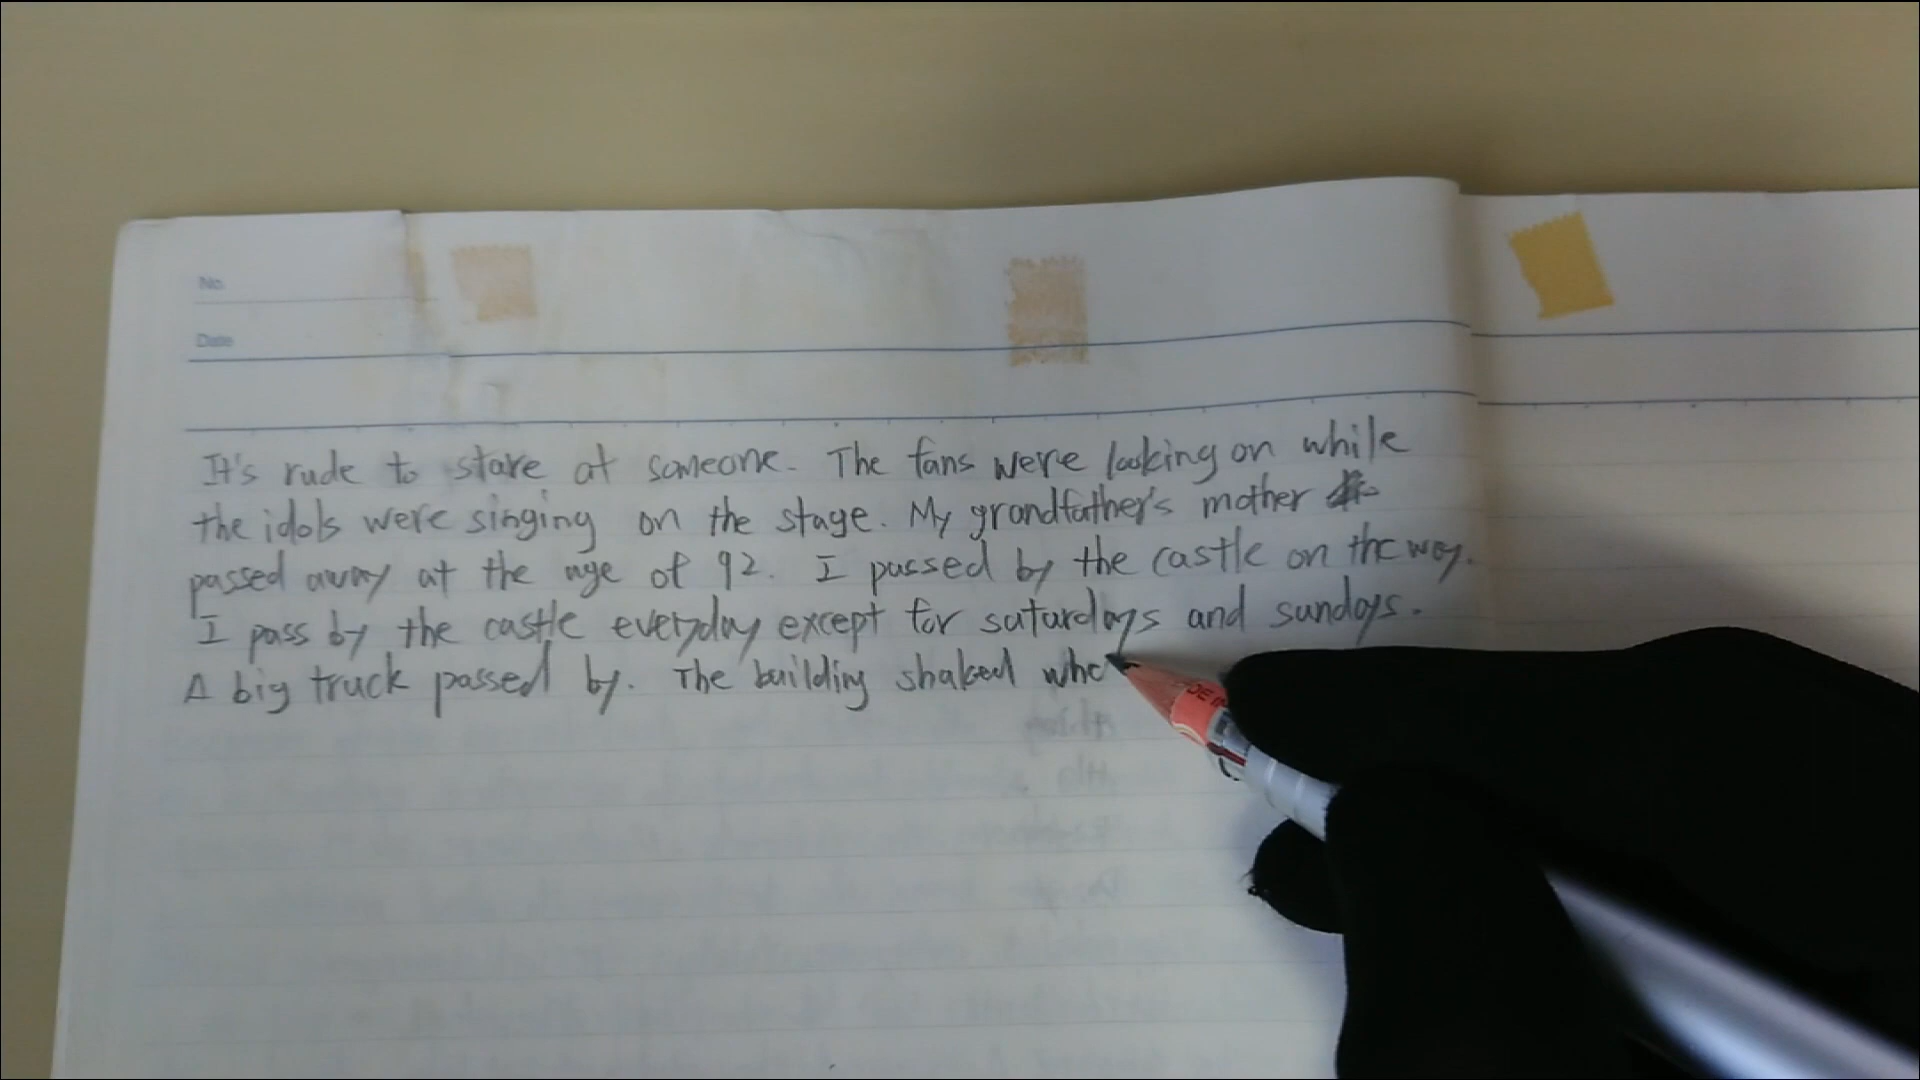 No.
Date
It's rude to stare at someone. The fans were looking on while
the idols were singing on the stage. My grandfather's mother
passed away at the age of 92. I passed by the castle on the way.
I pass by the castle everyday except for saturdays and sundays.
A big truck passed by. The building shaked whe